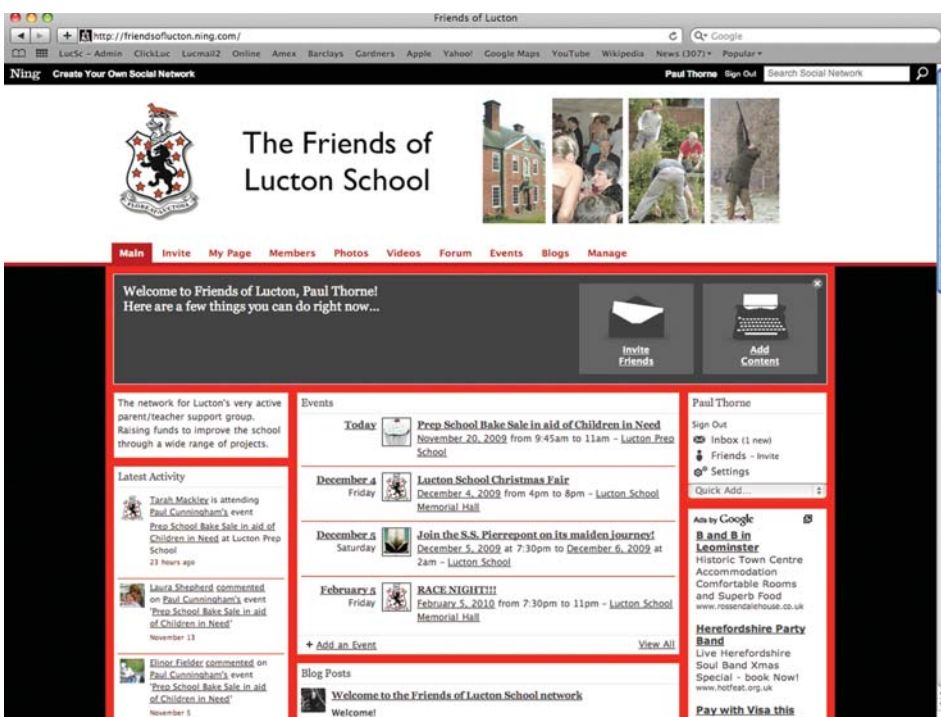 Friends of Lucton
http://friendsoflucton.ning.com/
Google
LucSc – Admin ClickLuc Lucmail2 Online Amex Barclays Gardners Apple Yahoo! Google Maps YouTube Wikipedia News (307) Popular
Ning Create Your Own Social Network
Paul Thorne Sign Out Search Social Network
The Friends of
Lucton School
Main Invite My Page Members Photos Videos Forum Events Blogs Manage
Welcome to Friends of Lucton, Paul Thorne!
Here are a few things you can do right now...
Invite
Friends
Add
Content
The network for Lucton's very active
parent/teacher support group.
Raising funds to improve the school
through a wide range of projects.
Latest Activity
Tarah Mackley is attending
Paul Cunningham's event
Prep School Bake Sale in aid of
Children in Need at Lucton Prep
School
23 hours ago
Laura Shepherd commented
on Paul Cunningham's event
'Prep School Bake Sale in aid
of Children in Need'
November 13
Elinor Fielder commented on
Paul Cunningham's event
'Prep School Bake Sale in aid
of Children in Need'
November 5
Events
Today
Prep School Bake Sale in aid of Children in Need
November 20, 2009 from 9:45am to 11am – Lucton Prep
School
December 4
Friday
Lucton School Christmas Fair
December 4, 2009 from 4pm to 8pm – Lucton School
Memorial Hall
December 5
Saturday
Join the S.S. Pierrepont on its maiden journey!
December 5, 2009 at 7:30pm to December 6, 2009 at
2am – Lucton School
February 5
Friday
RACE NIGHT!!!
February 5, 2010 from 7:30pm to 11pm – Lucton School
Memorial Hall
+ Add an Event
View All
Blog Posts
Welcome to the Friends of Lucton School network
Welcome!
Paul Thorne
Sign Out
Inbox (1 new)
Friends – Invite
Settings
Quick Add...
Ads by Google
B and B in
Leominster
Historic Town Centre
Accommodation
Comfortable Rooms
and Superb Food
www.rossendalehouse.co.uk
Herefordshire Party
Band
Live Herefordshire
Soul Band Xmas
Special - book Now!
www.hotfeat.org.uk
Pay with Visa this